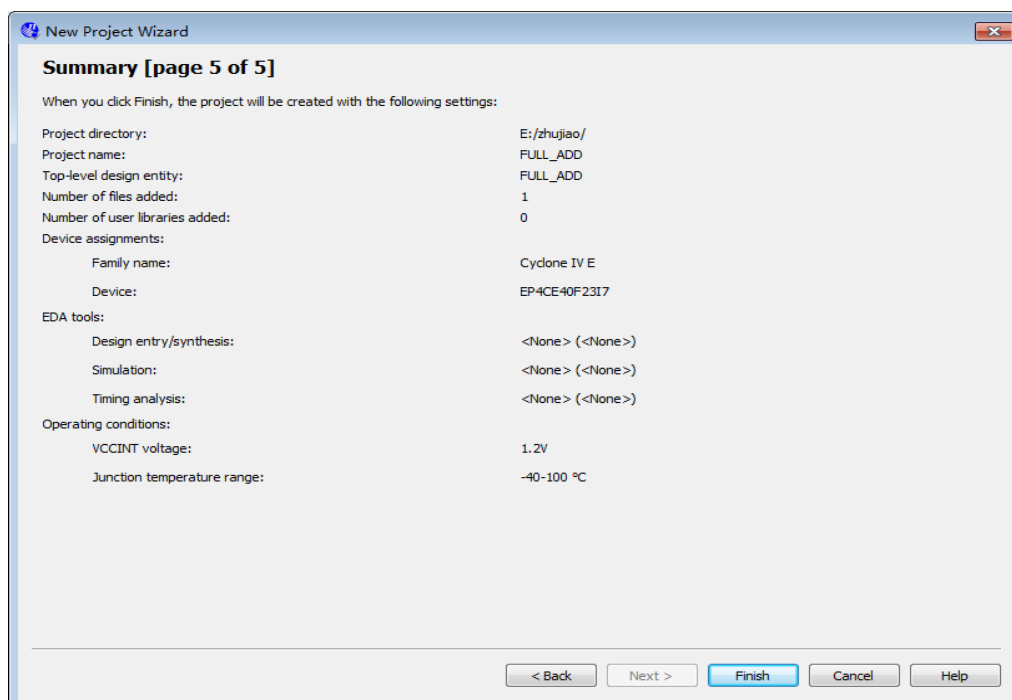 New Project Wizard
Summary [page 5 of 5]
When you click Finish, the project will be created with the following settings:
Project directory: E:/zhujiao/
Project name: FULL_ADD
Top-level design entity: FULL_ADD
Number of files added: 1
Number of user libraries added: 0
Device assignments:
Family name: Cyclone IV E
Device: EP4CE40F23I7
EDA tools:
Design entry/synthesis: <None> (<None>)
Simulation: <None> (<None>)
Timing analysis: <None> (<None>)
Operating conditions:
VCCINT voltage: 1.2V
Junction temperature range: -40-100 °C
< Back Next > Finish Cancel Help